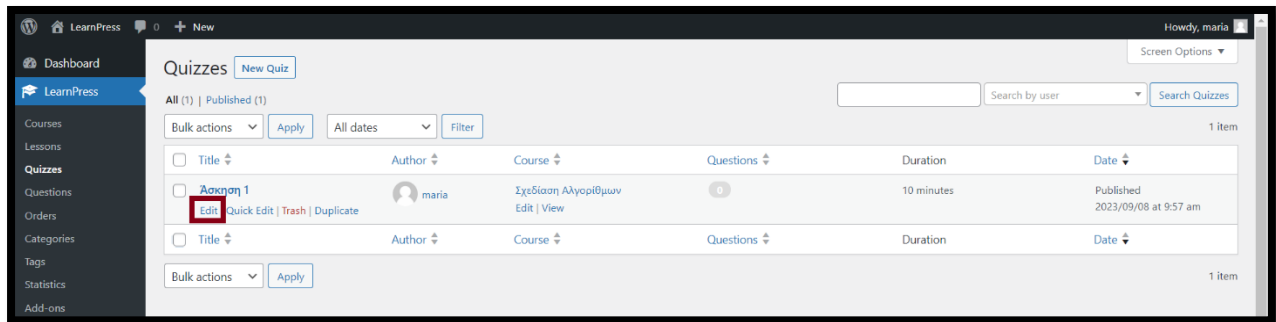 LearnPress 0 + New Howdy, maria
Screen Options ▼
Dashboard
LearnPress
Courses
Lessons
Quizzes
Questions
Orders
Categories
Tags
Statistics
Add-ons
Quizzes New Quiz
All (1) | Published (1)
Search by user Search Quizzes
Bulk actions Apply All dates Filter 1 item
Title Author Course Questions Duration Date
Άσκηση 1 maria Σχεδίαση Αλγορίθμων 0 10 minutes Published
Edit Quick Edit | Trash | Duplicate Edit | View 2023/09/08 at 9:57 am
Title Author Course Questions Duration Date
Bulk actions Apply 1 item